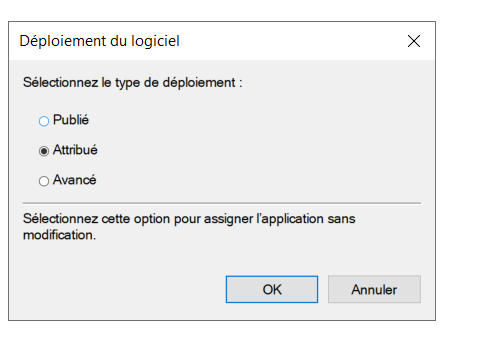 Déploiement du logiciel
Sélectionnez le type de déploiement :
Publié
Attribué
Avancé
Sélectionnez cette option pour assigner l'application sans
modification.
OK
Annuler